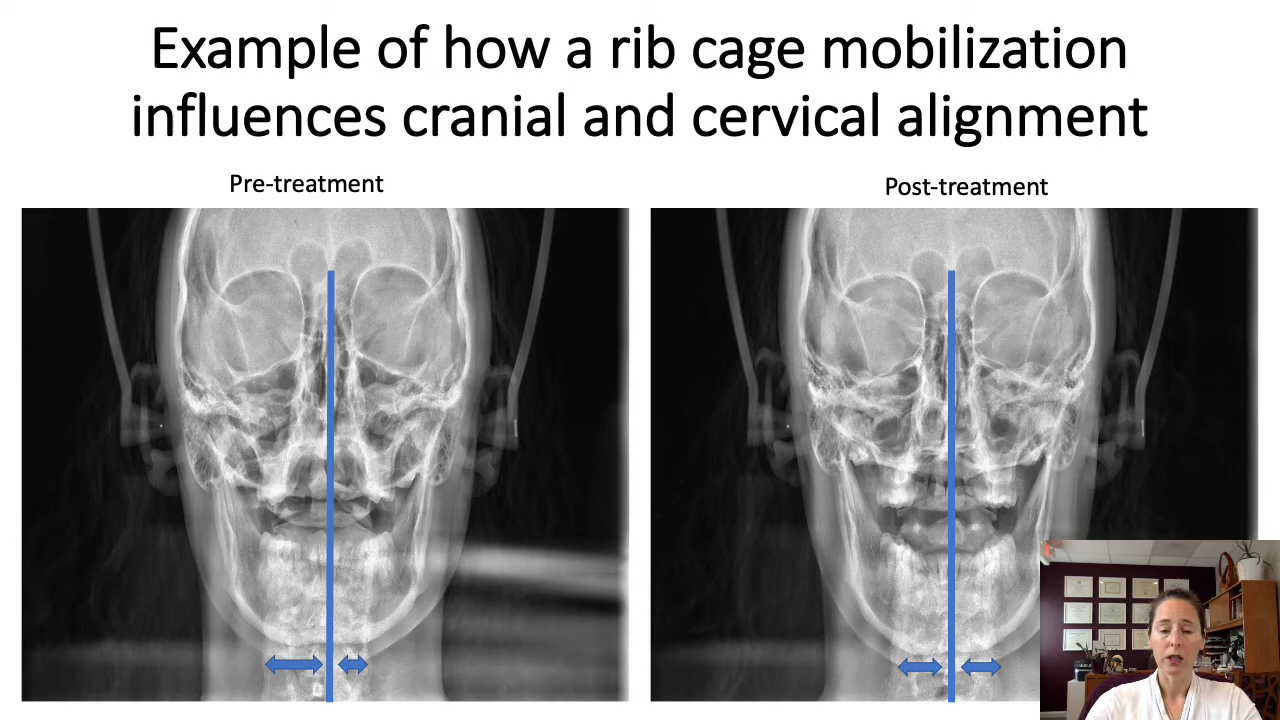 Example of how a rib cage mobilization
influences cranial and cervical alignment
Pre-treatment
Post-treatment